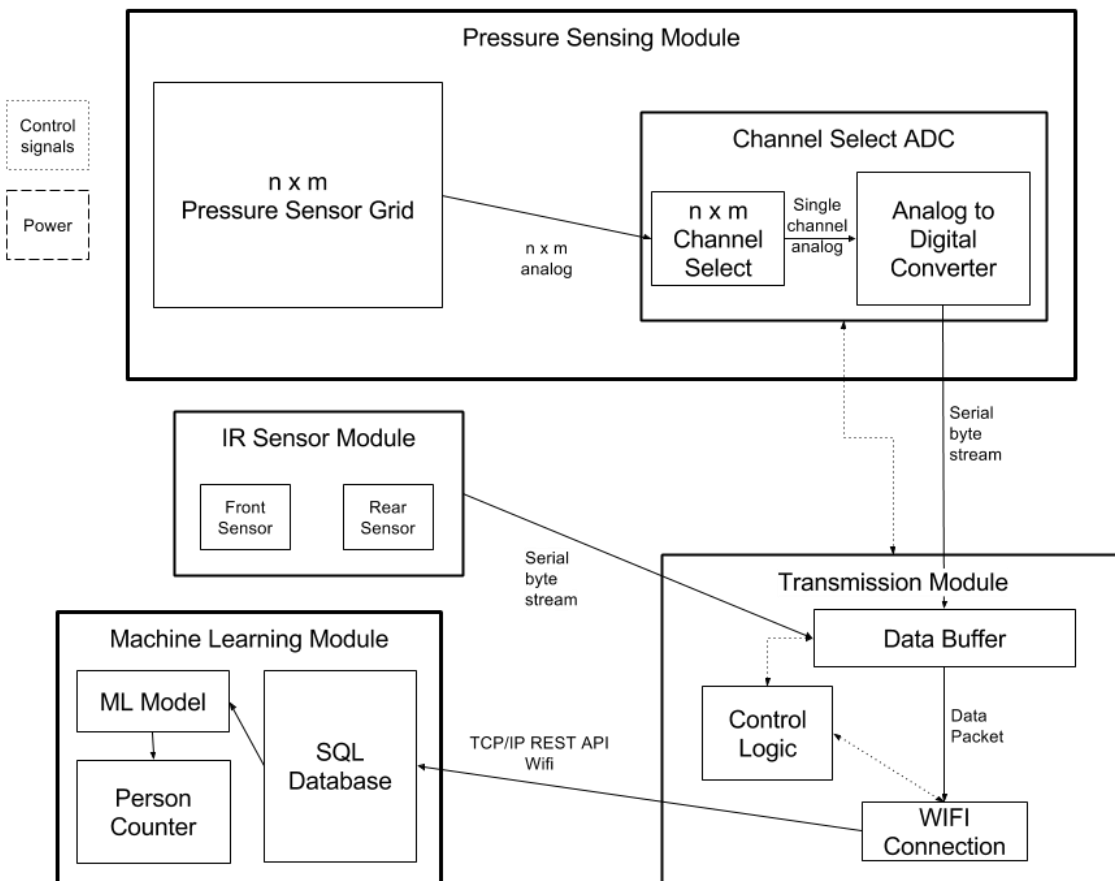 Pressure Sensing Module
Control
signals
Power
n x m
Pressure Sensor Grid
n x m
analog
Channel Select ADC
n x m
Channel
Select
Single
channel
analog
Analog to
Digital
Converter
Serial
byte
stream
IR Sensor Module
Front
Sensor
Rear
Sensor
Serial
byte
stream
Transmission Module
Data Buffer
Control
Logic
Data
Packet
WIFI
Connection
TCP/IP REST API
Wifi
Machine Learning Module
ML Model
Person
Counter
SQL
Database